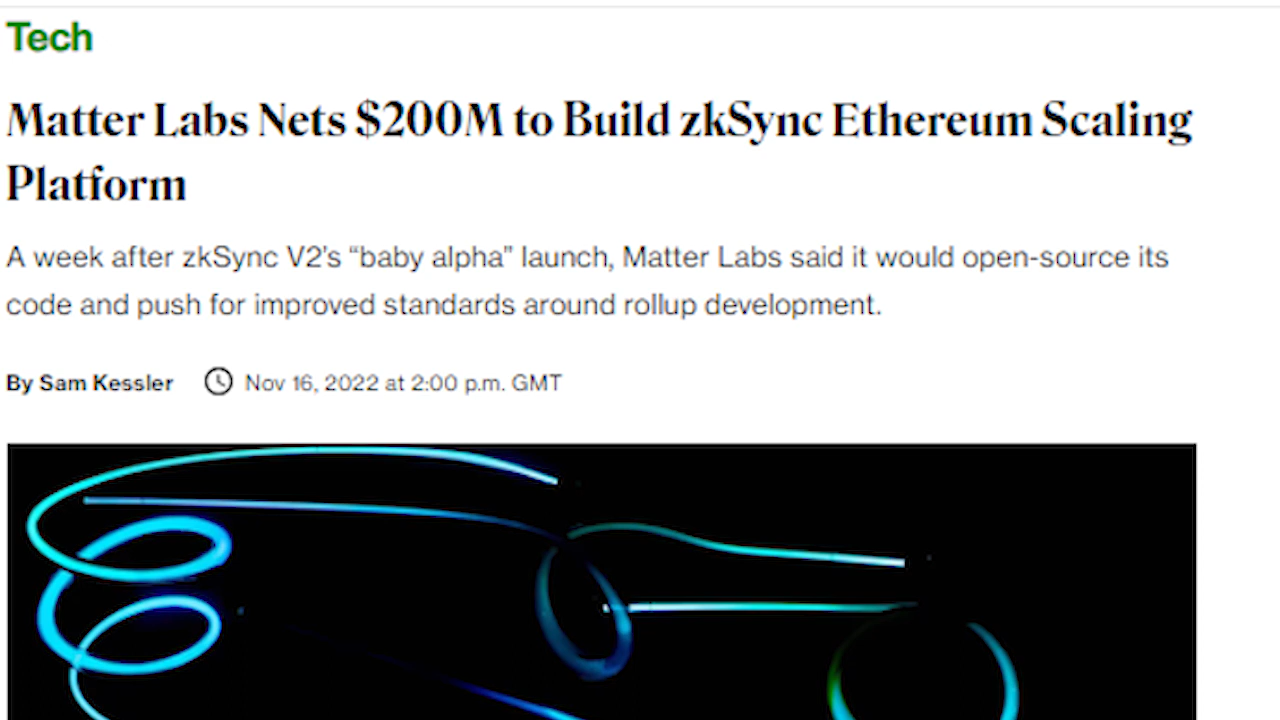 Tech
Matter Labs Nets $200M to Build zkSync Ethereum Scaling
Platform
A week after zkSync V2’s “baby alpha” launch, Matter Labs said it would open-source its
code and push for improved standards around rollup development.
By Sam Kessler Nov 16, 2022 at 2:00 p.m. GMT